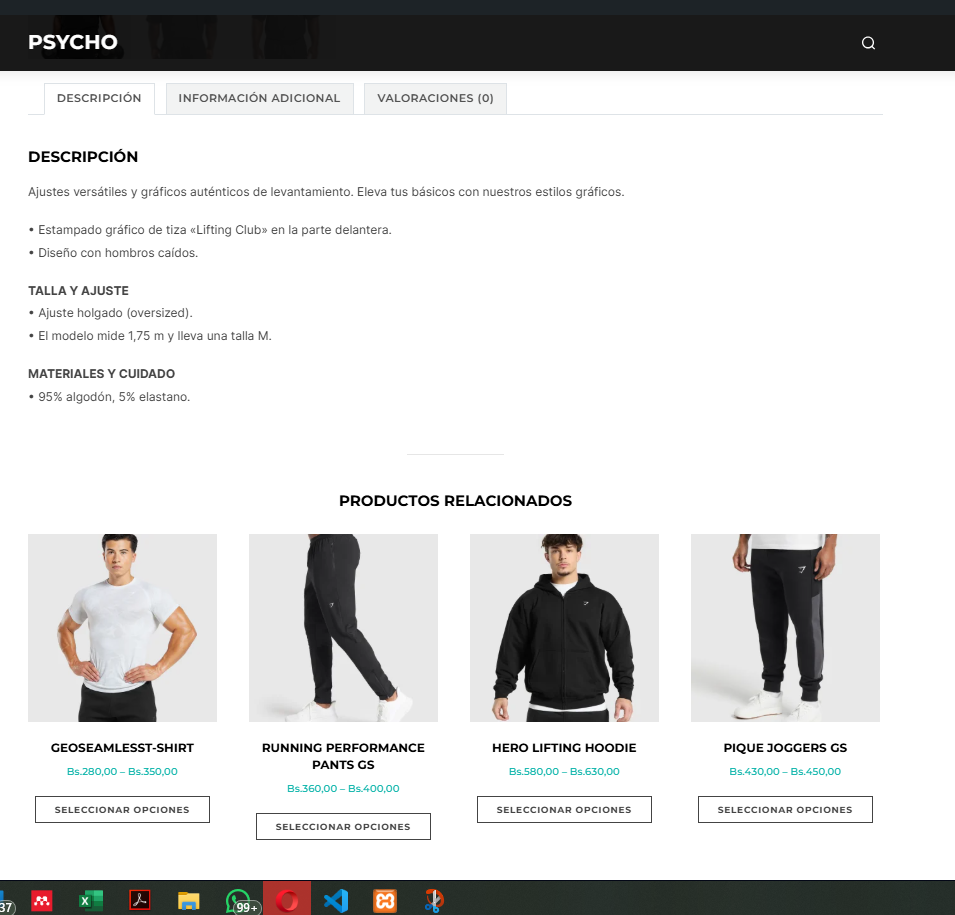 PSYCHO
DESCRIPCIÓN
INFORMACIÓN ADICIONAL
VALORACIONES (0)
DESCRIPCIÓN
Ajustes versátiles y gráficos auténticos de levantamiento. Eleva tus básicos con nuestros estilos gráficos.
• Estampado gráfico de tiza «Lifting Club» en la parte delantera.
• Diseño con hombros caídos.
TALLA Y AJUSTE
• Ajuste holgado (oversized).
• El modelo mide 1,75 m y lleva una talla M.
MATERIALES Y CUIDADO
• 95% algodón, 5% elastano.
PRODUCTOS RELACIONADOS
GEOSEAMLESST-SHIRT
Bs.280,00 – Bs.350,00
SELECCIONAR OPCIONES
RUNNING PERFORMANCE
PANTS GS
Bs.360,00 – Bs.400,00
SELECCIONAR OPCIONES
HERO LIFTING HOODIE
Bs.580,00 – Bs.630,00
SELECCIONAR OPCIONES
PIQUE JOGGERS GS
Bs.430,00 – Bs.450,00
SELECCIONAR OPCIONES
37
99+